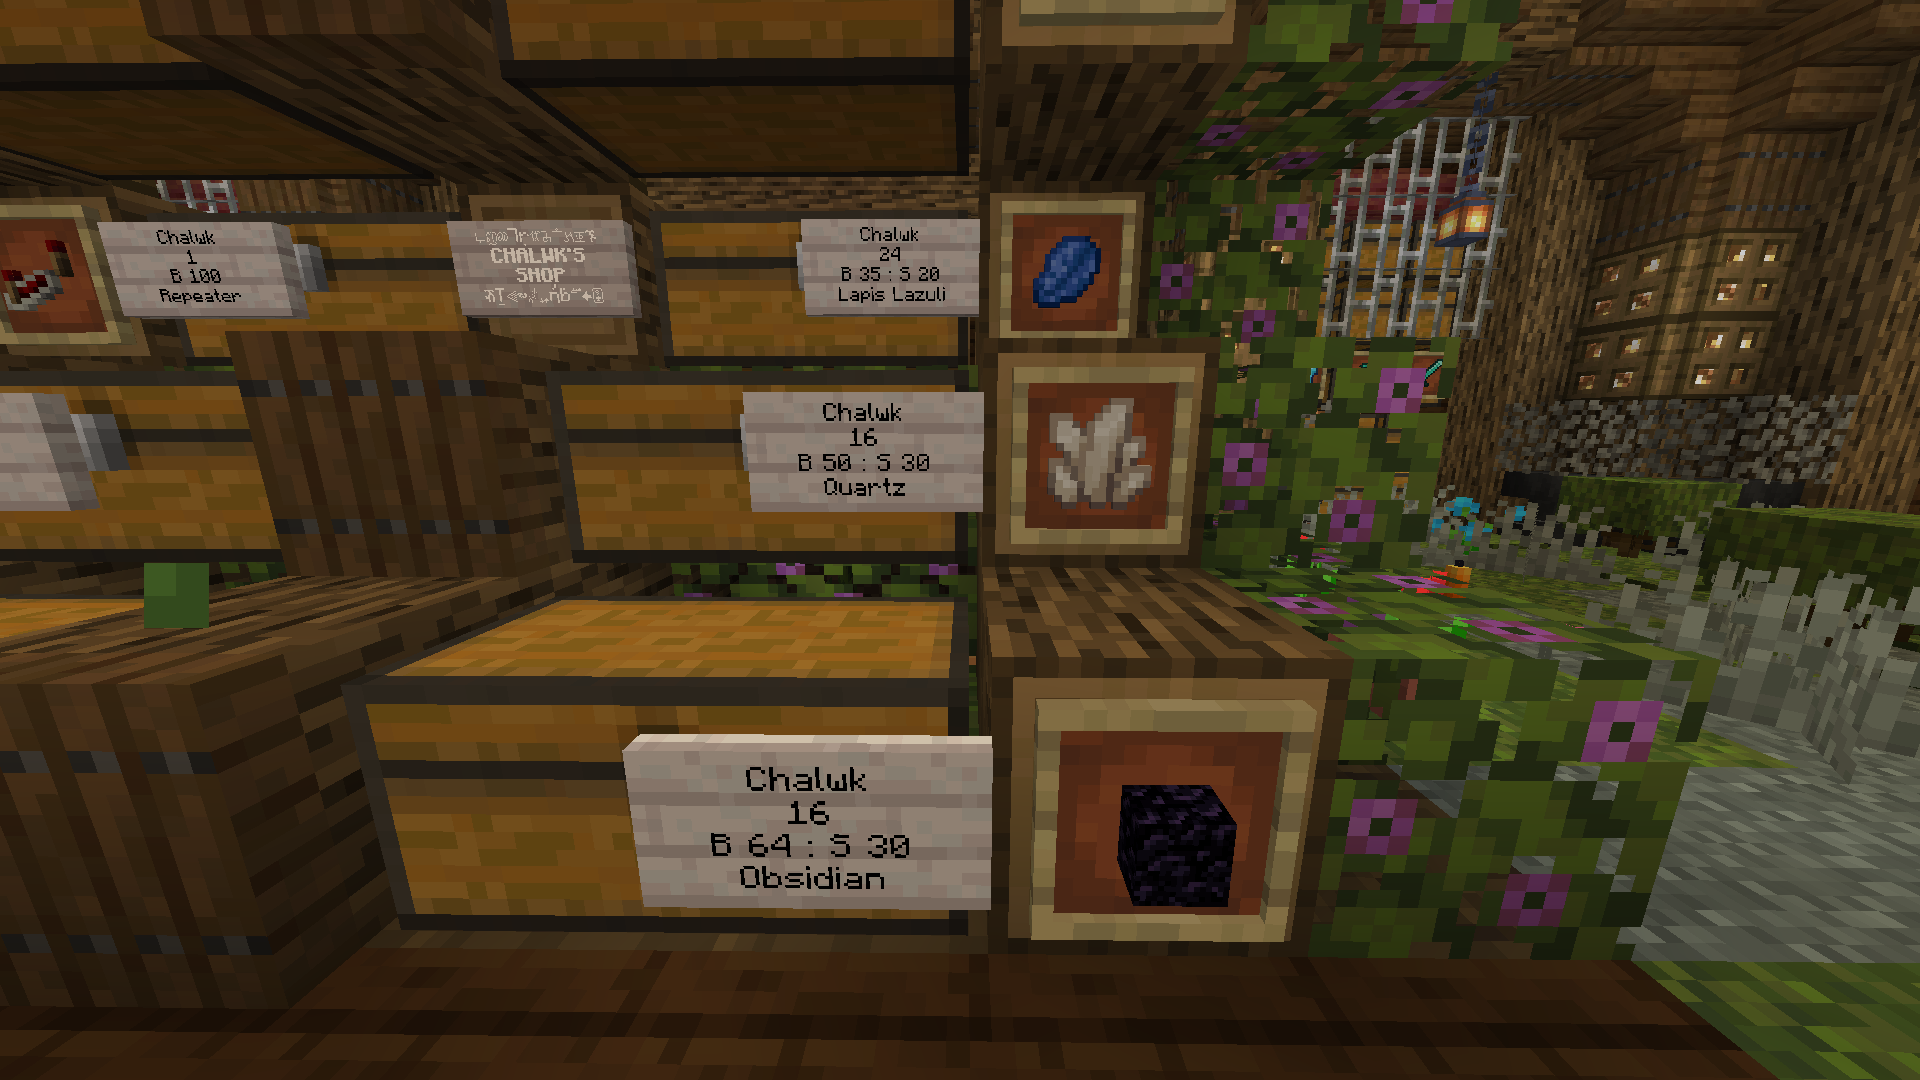 Chalwk
1
B 100
Repeater
CHALWK'S
SHOP
Chalwk
24
B 35 : S 20
Lapis Lazuli
Chalwk
16
B 50 : S 30
Quartz
Chalwk
16
B 64 : S 30
Obsidian